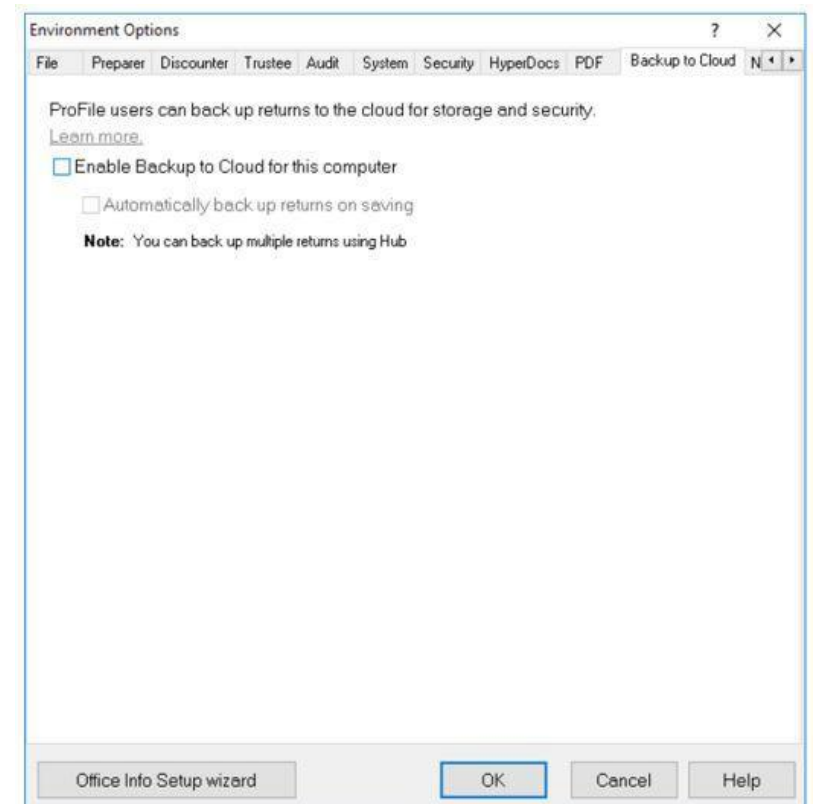 Environment Options ?
File Preparer Discounter Trustee Audit System Security HyperDocs PDF Backup to Cloud N
ProFile users can back up returns to the cloud for storage and security.
Learn more.
Enable Backup to Cloud for this computer
Automatically back up returns on saving
Note: You can back up multiple returns using Hub
Office Info Setup wizard OK Cancel Help